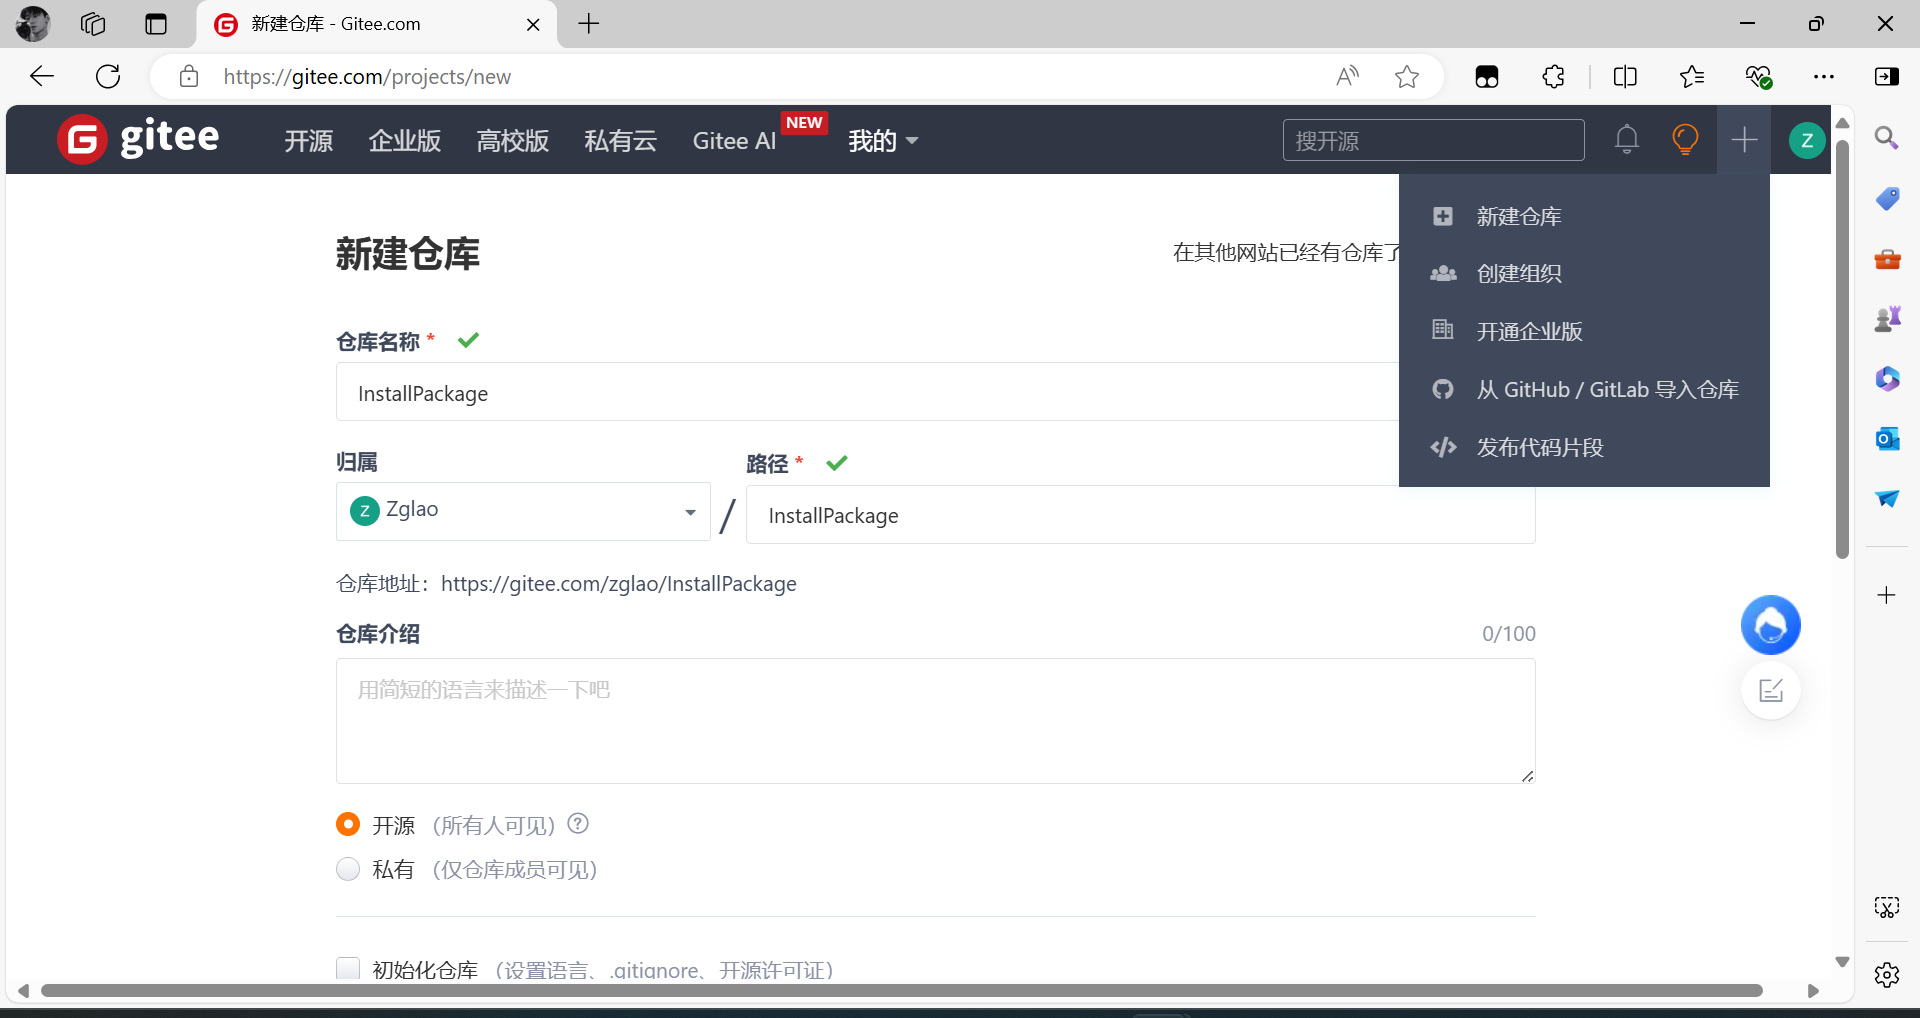 新建仓库 - Gitee.com
https://gitee.com/projects/new
gitee
开源
企业版
高校版
私有云
Gitee AI
NEW
我的
搜开源
Z
新建仓库
在其他网站已经有仓库了
新建仓库
创建组织
开通企业版
从 GitHub / GitLab 导入仓库
发布代码片段
仓库名称 *
InstallPackage
归属
路径 *
Z Zglao
/
InstallPackage
仓库地址：https://gitee.com/zglao/InstallPackage
仓库介绍
0/100
用简短的语言来描述一下吧
开源 （所有人可见）
私有 （仅仓库成员可见）
初始化仓库 （设置语言、.gitignore、开源许可证）